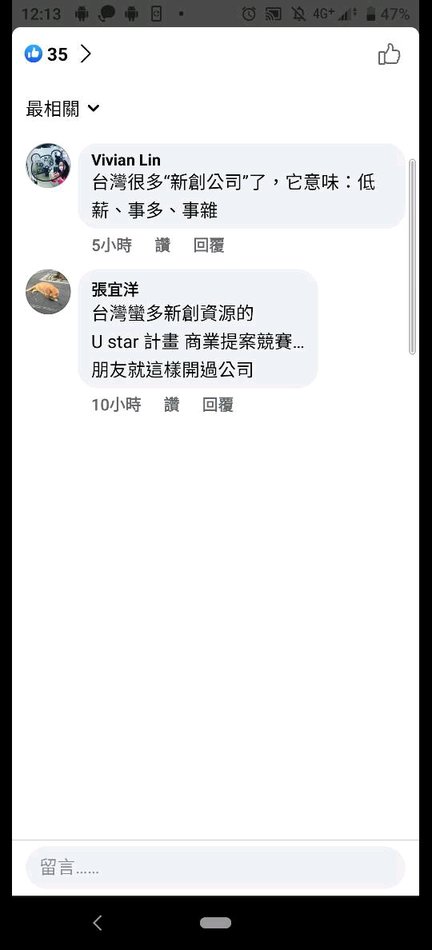 12:13
4G+
47%
35
最相關
Vivian Lin
台灣很多“新創公司”了，它意味：低
薪、事多、事雜
5小時 讚 回覆
張宜洋
台灣蠻多新創資源的
U star 計畫 商業提案競賽...
朋友就這樣開過公司
10小時 讚 回覆
留言......